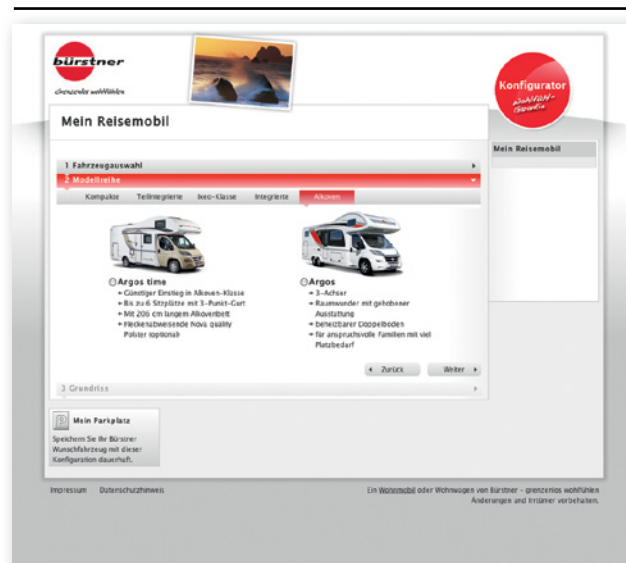 bürstner
Grenzenlos wohlfühlen
Konfigurator
Wohlfühl-
Garantie
Mein Reisemobil
Mein Reisemobil
1 Fahrzeugauswahl
2 Modellreihe
Kompakte Teilintegrierte Ixeo-Klasse Integrierte Alkoven
Argos time
Günstiger Einstieg in Alkoven-Klasse
Bis zu 6 Sitzplätze mit 3-Punkt-Gurt
Mit 206 cm langem Alkovenbett
Fleckenabweisende Nova quality
Polster (optional)
Argos
3-Achser
Raumwunder mit gehobener
Ausstattung
beheizbarer Doppelboden
für anspruchsvolle Familien mit viel
Platzbedarf
Zurück Weiter
3 Grundriss
Mein Parkplatz
Speichern Sie Ihr Bürstner
Wunschfahrzeug mit dieser
Konfiguration dauerhaft.
Impressum Datenschutzhinweis
Ein Wohnmobil oder Wohnwagen von Bürstner - grenzenlos wohlfühlen
Änderungen und Irrtümer vorbehalten.